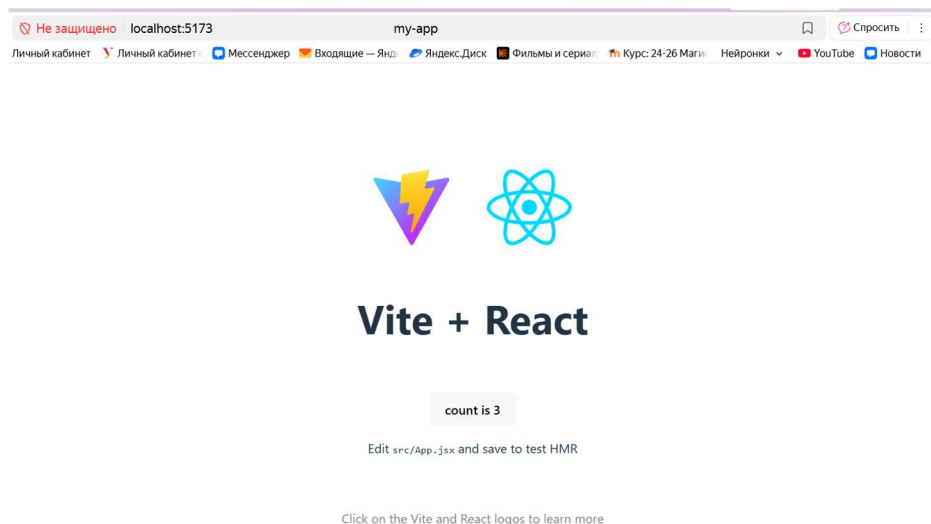 Не защищено localhost:5173 my-app Спросить
Личный кабинет Личный кабинет с Мессенджер Входящие — Янд Яндекс.Диск Фильмы и сериал Курс: 24-26 Маги Нейронки YouTube Новости
Vite + React
count is 3
Edit src/App.jsx and save to test HMR
Click on the Vite and React logos to learn more